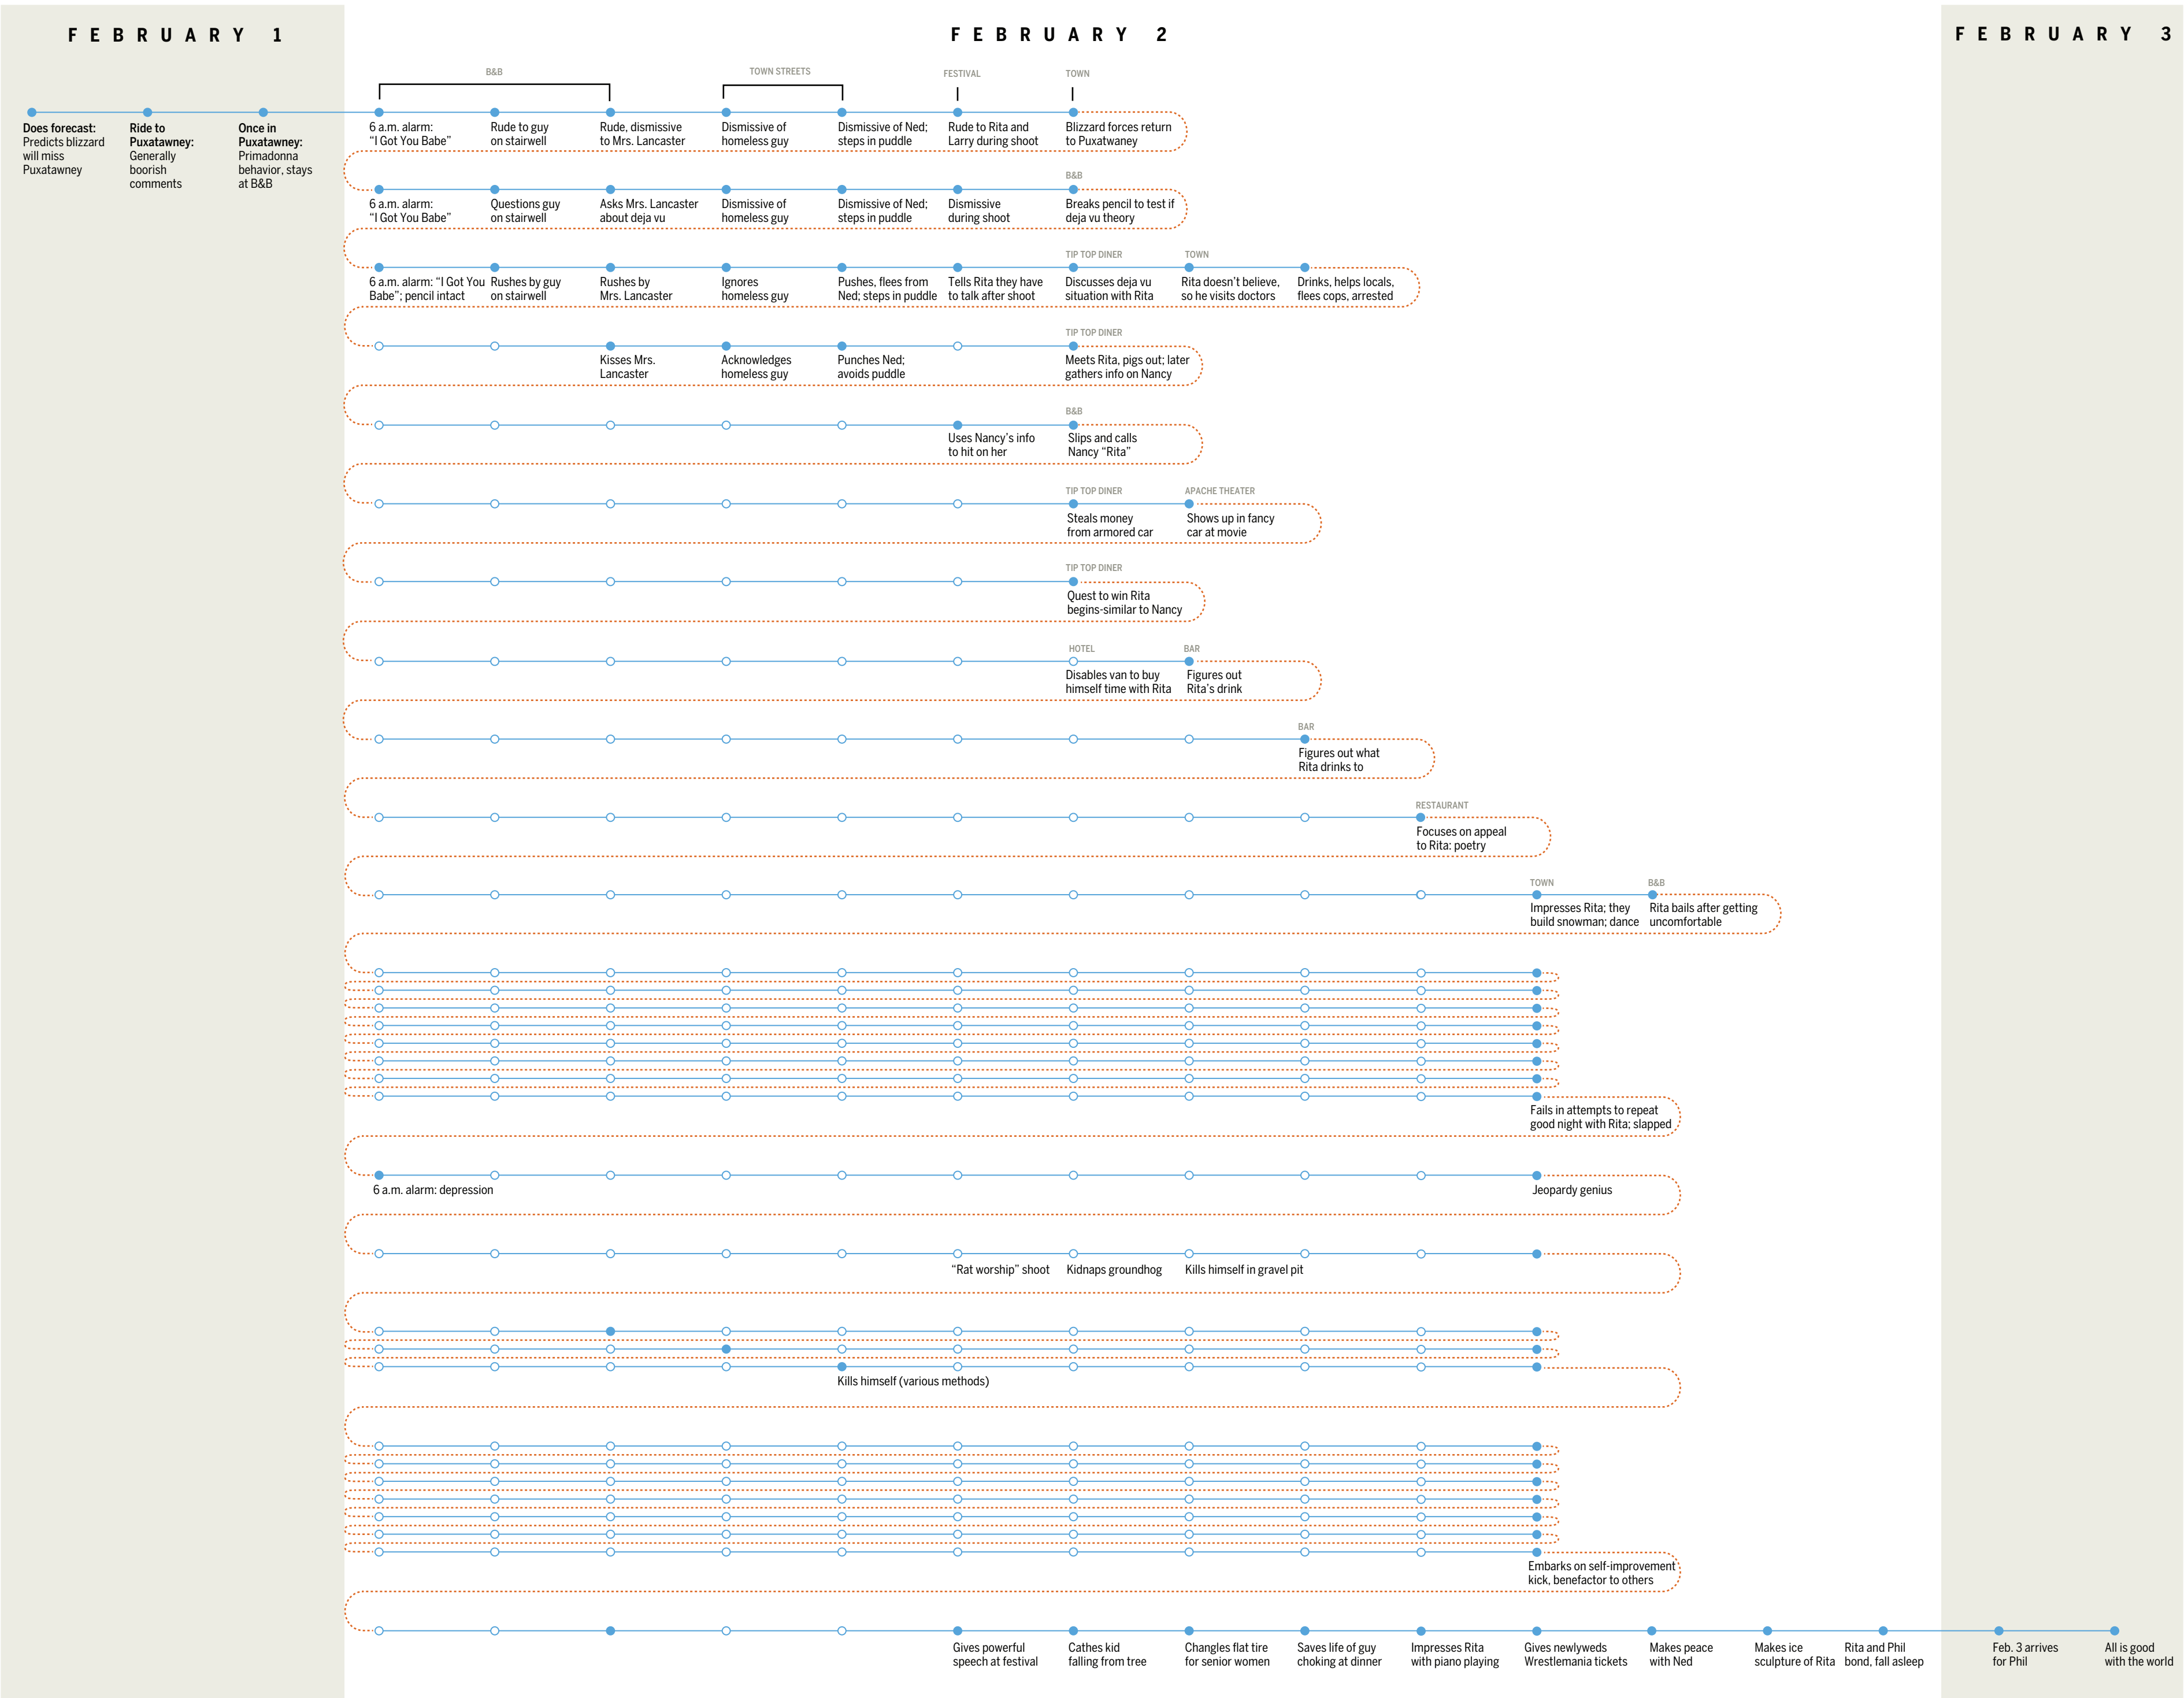 FEBRUARY 1
FEBRUARY 2
FEBRUARY 3
B&B
TOWN STREETS
FESTIVAL
TOWN
Does forecast:
Predicts blizzard
will miss
Puxatawney
Ride to
Puxatawney:
Generally
boorish
comments
Once in
Puxatawney:
Primadonna
behavior, stays
at B&B
6 a.m. alarm:
“I Got You Babe”
Rude to guy
on stairwell
Rude, dismissive
to Mrs. Lancaster
Dismissive of
homeless guy
Dismissive of Ned;
steps in puddle
Rude to Rita and
Larry during shoot
Blizzard forces return
to Puxatwaney
B&B
6 a.m. alarm:
“I Got You Babe”
Questions guy
on stairwell
Asks Mrs. Lancaster
about deja vu
Dismissive of
homeless guy
Dismissive of Ned;
steps in puddle
Dismissive
during shoot
Breaks pencil to test if
deja vu theory
TIP TOP DINER
TOWN
6 a.m. alarm: “I Got You
Babe”; pencil intact
Rushes by guy
on stairwell
Rushes by
Mrs. Lancaster
Ignores
homeless guy
Pushes, flees from
Ned; steps in puddle
Tells Rita they have
to talk after shoot
Discusses deja vu
situation with Rita
Rita doesn’t believe,
so he visits doctors
Drinks, helps locals,
flees cops, arrested
TIP TOP DINER
Kisses Mrs.
Lancaster
Acknowledges
homeless guy
Punches Ned;
avoids puddle
Meets Rita, pigs out; later
gathers info on Nancy
B&B
Uses Nancy’s info
to hit on her
Slips and calls
Nancy “Rita”
TIP TOP DINER
APACHE THEATER
Steals money
from armored car
Shows up in fancy
car at movie
TIP TOP DINER
Quest to win Rita
begins-similar to Nancy
HOTEL
BAR
Disables van to buy
himself time with Rita
Figures out
Rita’s drink
BAR
Figures out what
Rita drinks to
RESTAURANT
Focuses on appeal
to Rita: poetry
TOWN
B&B
Impresses Rita; they
build snowman; dance
Rita bails after getting
uncomfortable
Fails in attempts to repeat
good night with Rita; slapped
6 a.m. alarm: depression
Jeopardy genius
“Rat worship” shoot
Kidnaps groundhog
Kills himself in gravel pit
Kills himself (various methods)
Embarks on self-improvement
kick, benefactor to others
Gives powerful
speech at festival
Cathes kid
falling from tree
Changles flat tire
for senior women
Saves life of guy
choking at dinner
Impresses Rita
with piano playing
Gives newlyweds
Wrestlemania tickets
Makes peace
with Ned
Makes ice
sculpture of Rita
Rita and Phil
bond, fall asleep
Feb. 3 arrives
for Phil
All is good
with the world